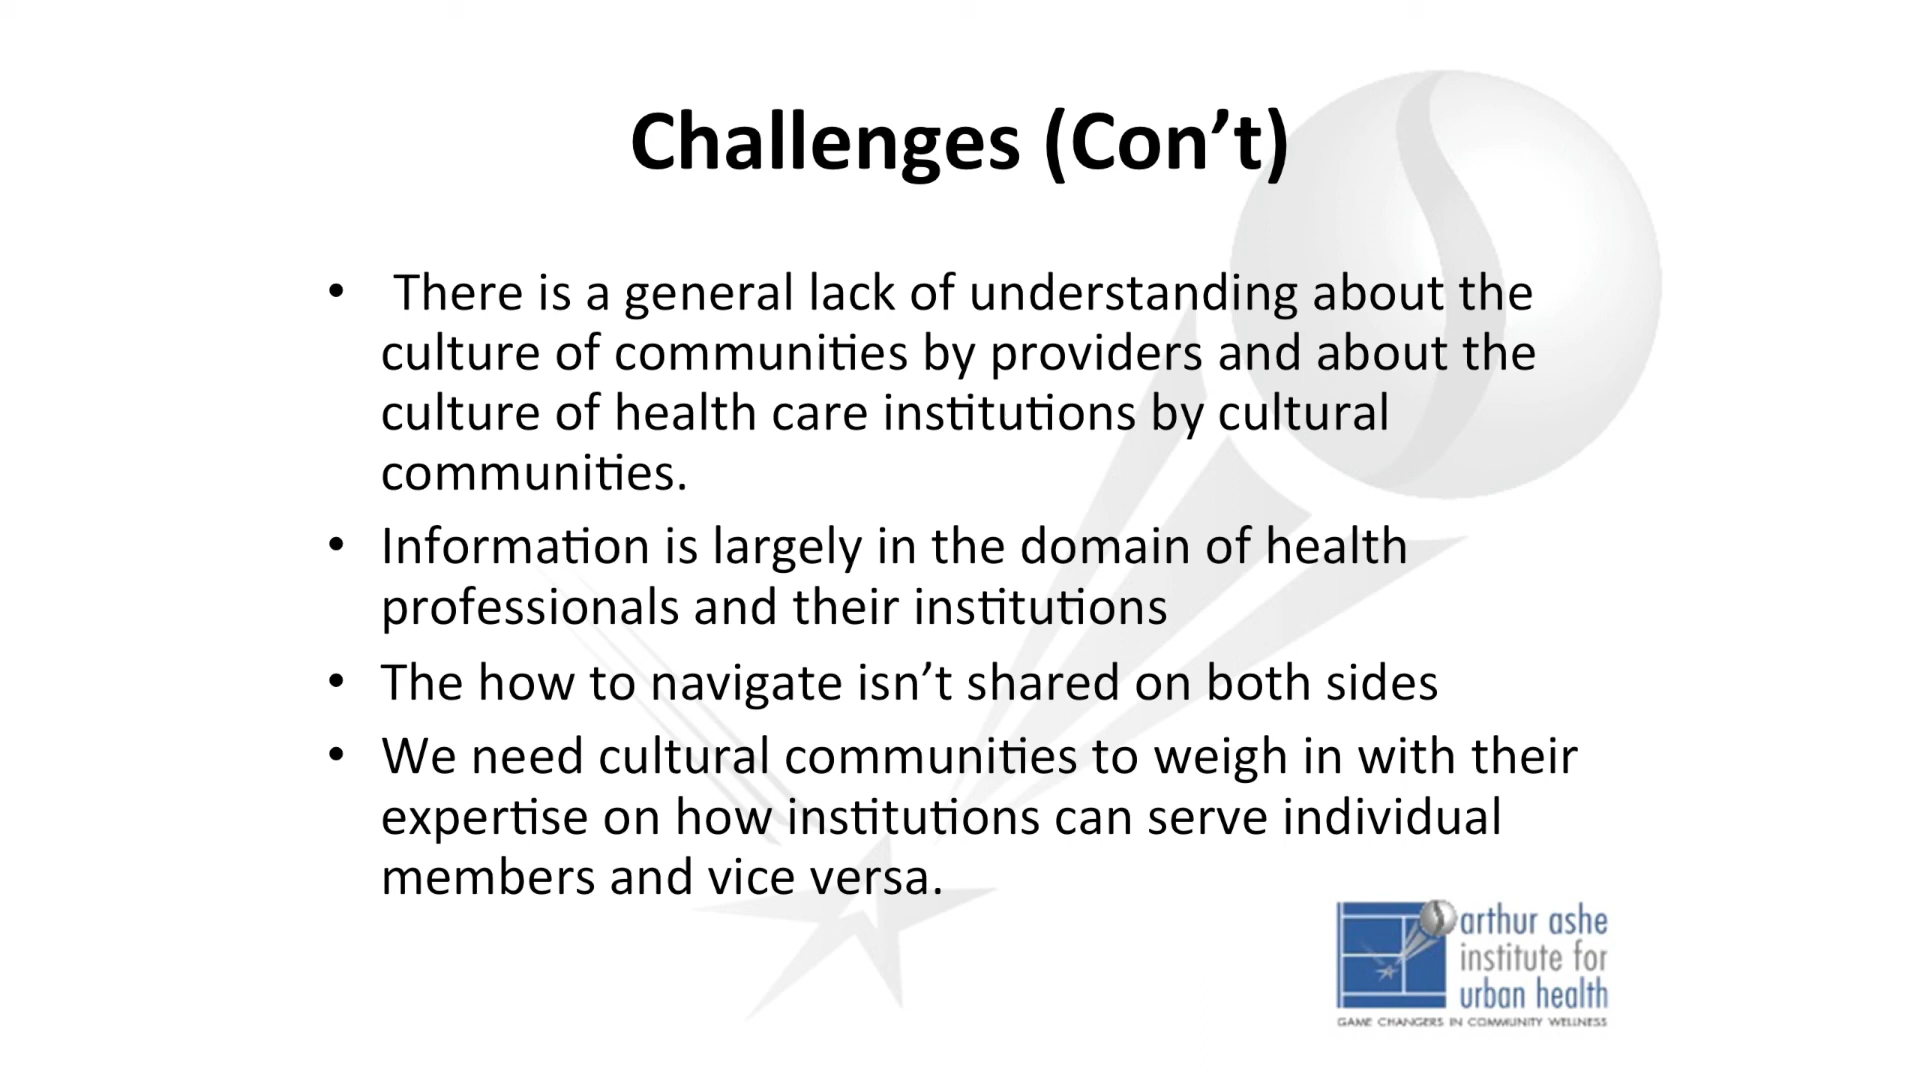 Challenges (Con’t)
• There is a general lack of understanding about the
culture of communities by providers and about the
culture of health care institutions by cultural
communities.
• Information is largely in the domain of health
professionals and their institutions
• The how to navigate isn’t shared on both sides
• We need cultural communities to weigh in with their
expertise on how institutions can serve individual
members and vice versa.
arthur ashe
institute for
urban health
GAME CHANGERS IN COMMUNITY WELLNESS